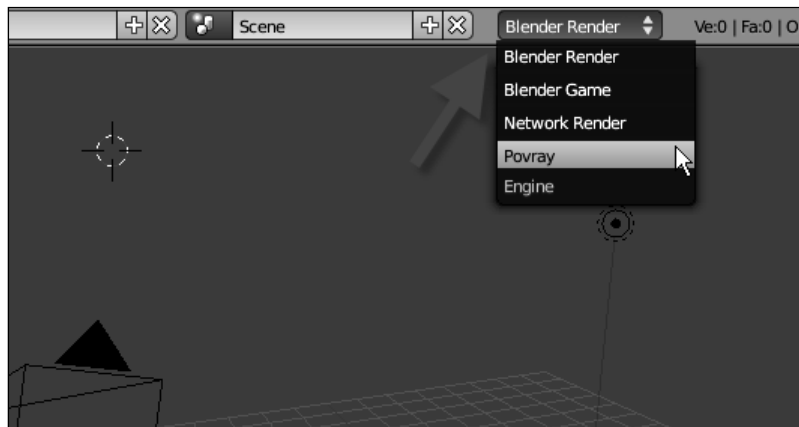 Scene Blender Render Ve:0 | Fa:0 | O
Blender Render
Blender Game
Network Render
Povray
Engine